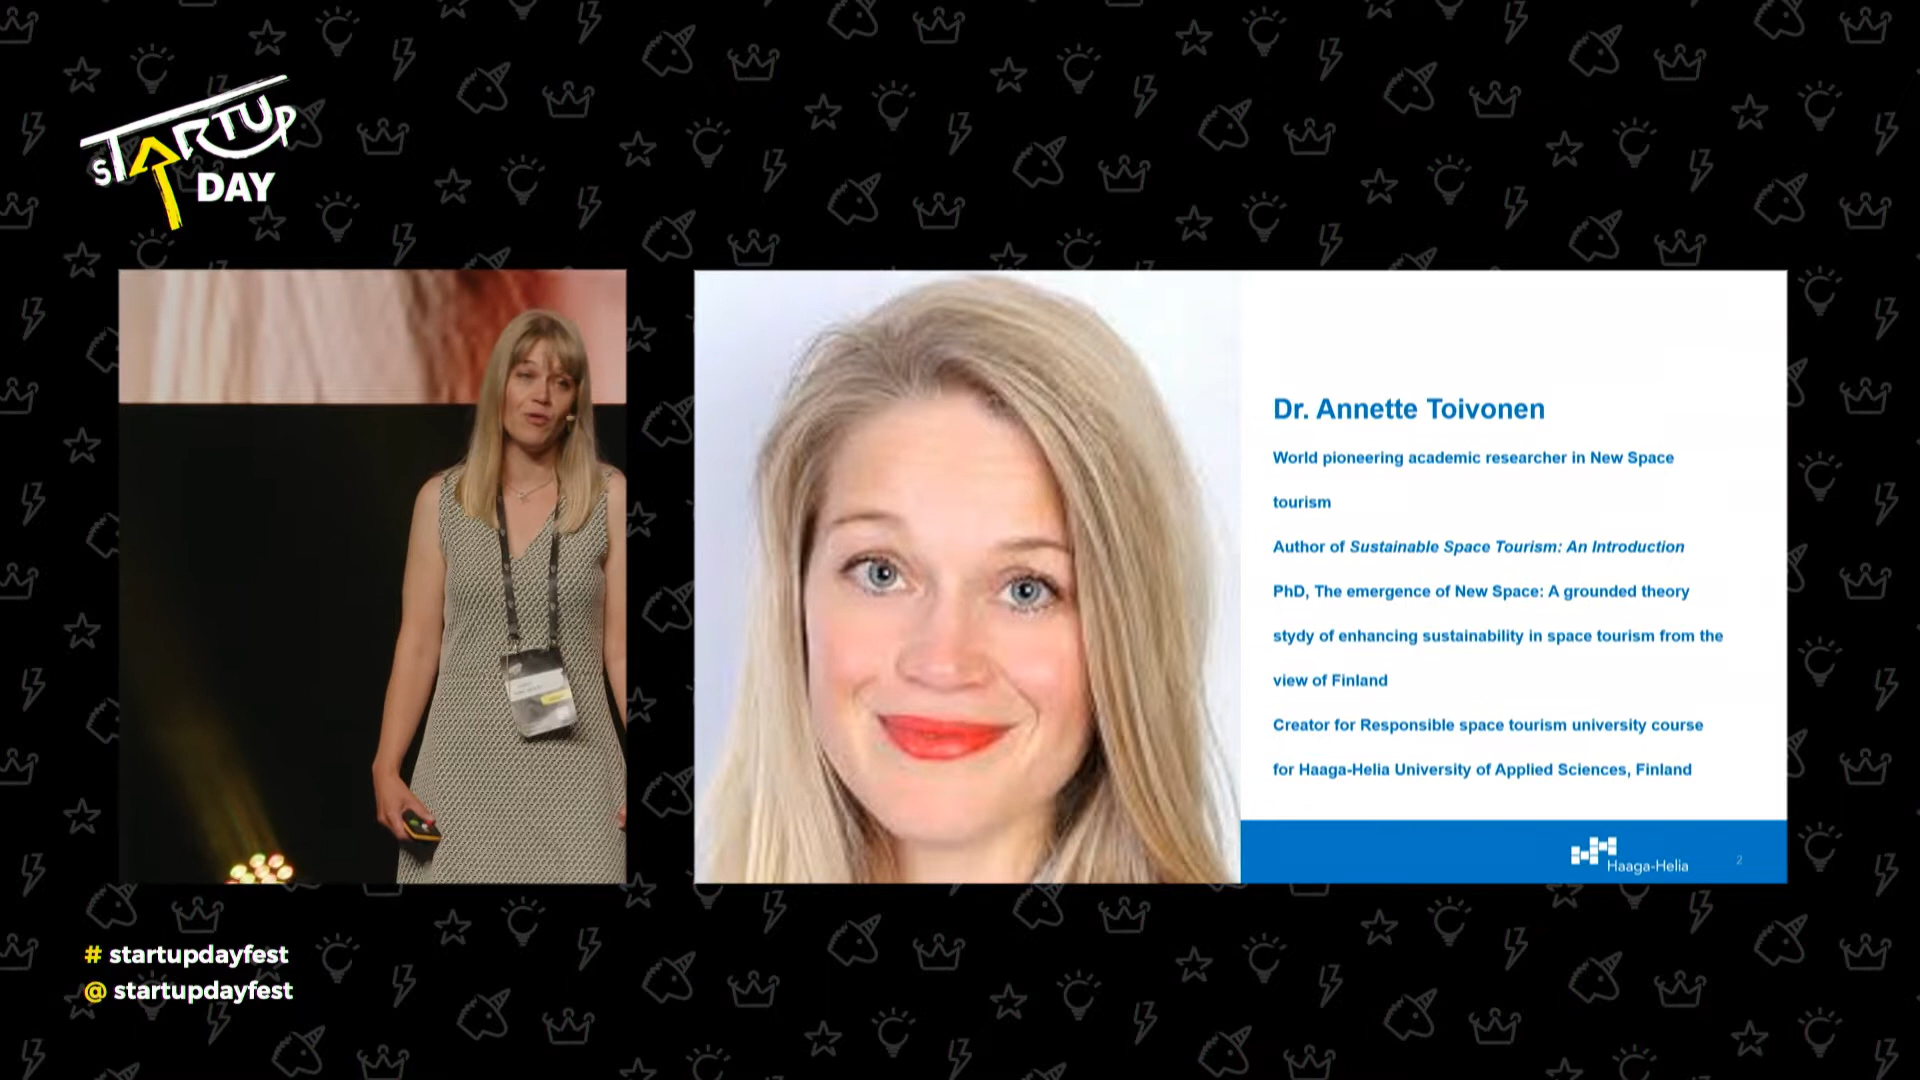 STARTUP
DAY
Dr. Annette Toivonen
World pioneering academic researcher in New Space
tourism
Author of Sustainable Space Tourism: An Introduction
PhD, The emergence of New Space: A grounded theory
stydy of enhancing sustainability in space tourism from the
view of Finland
Creator for Responsible space tourism university course
for Haaga-Helia University of Applied Sciences, Finland
Haaga-Helia
2
# startupdayfest
@ startupdayfest